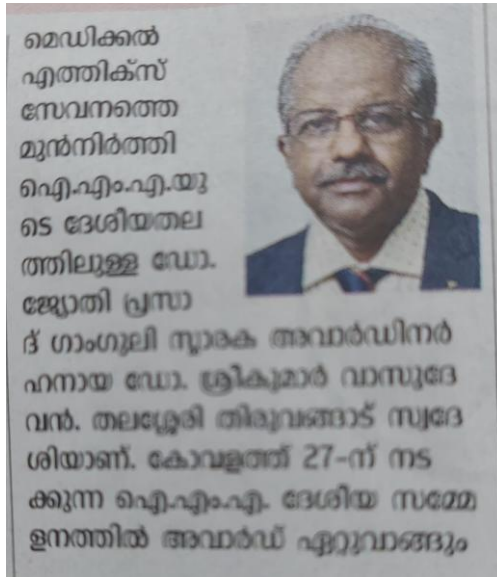 മെഡിക്കൽ
എത്തിക്സ്
സേവനത്തെ
മുൻനിർത്തി
ഐ.എം.എ.യു
ടെ ദേശീയതല
ത്തിലുള്ള ഡോ.
ജ്യോതി പ്രസാ
ദ് ഗാംഗുലി സ്മാരക അവാർഡിനർ
ഹനായ ഡോ. ശ്രീകുമാർ വാസുദേ
വൻ. തലശ്ശേരി തിരുവങ്ങാട് സ്വദേ
ശിയാണ്. കോവളത്ത് 27-ന് നട
ക്കുന്ന ഐ.എം.എ. ദേശീയ സമ്മേ
ളനത്തിൽ അവാർഡ് ഏറ്റുവാങ്ങും